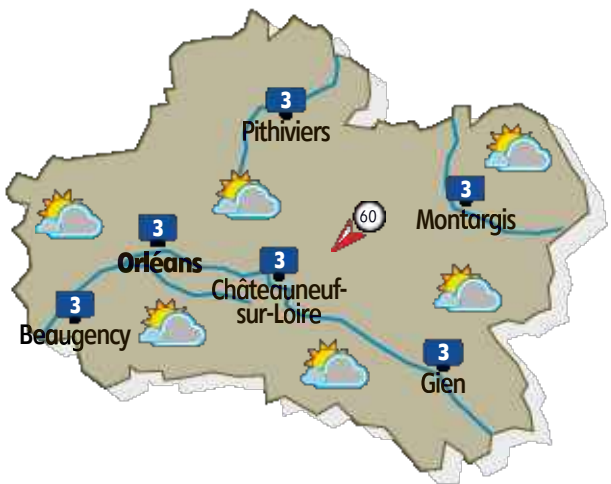 3
Pithiviers
60
3
Montargis
3
Orléans
3
Châteauneuf-
sur-Loire
3
Beaugency
3
Gien